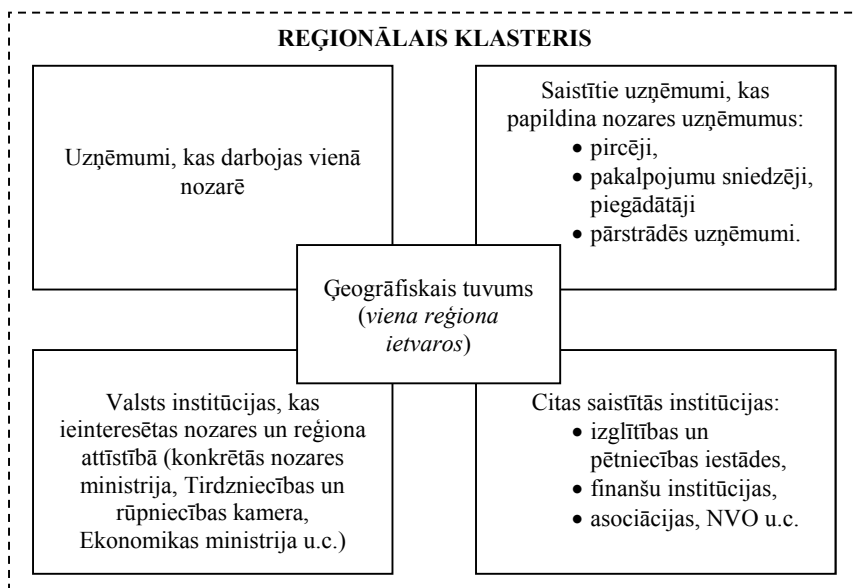 REĢIONĀLAIS KLASTERIS
Uzņēmumi, kas darbojas vienā
nozarē
Saistītie uzņēmumi, kas
papildina nozares uzņēmumus:
• pircēji,
• pakalpojumu sniedzēji,
piegādātāji
• pārstrādēs uzņēmumi.
Ģeogrāfiskais tuvums
(viena reģiona
ietvaros)
Valsts institūcijas, kas
ieinteresētas nozares un reģiona
attīstībā (konkrētās nozares
ministrija, Tirdzniecības un
rūpniecības kamera,
Ekonomikas ministrija u.c.)
Citas saistītās institūcijas:
• izglītības un
pētniecības iestādes,
• finanšu institūcijas,
• asociācijas, NVO u.c.